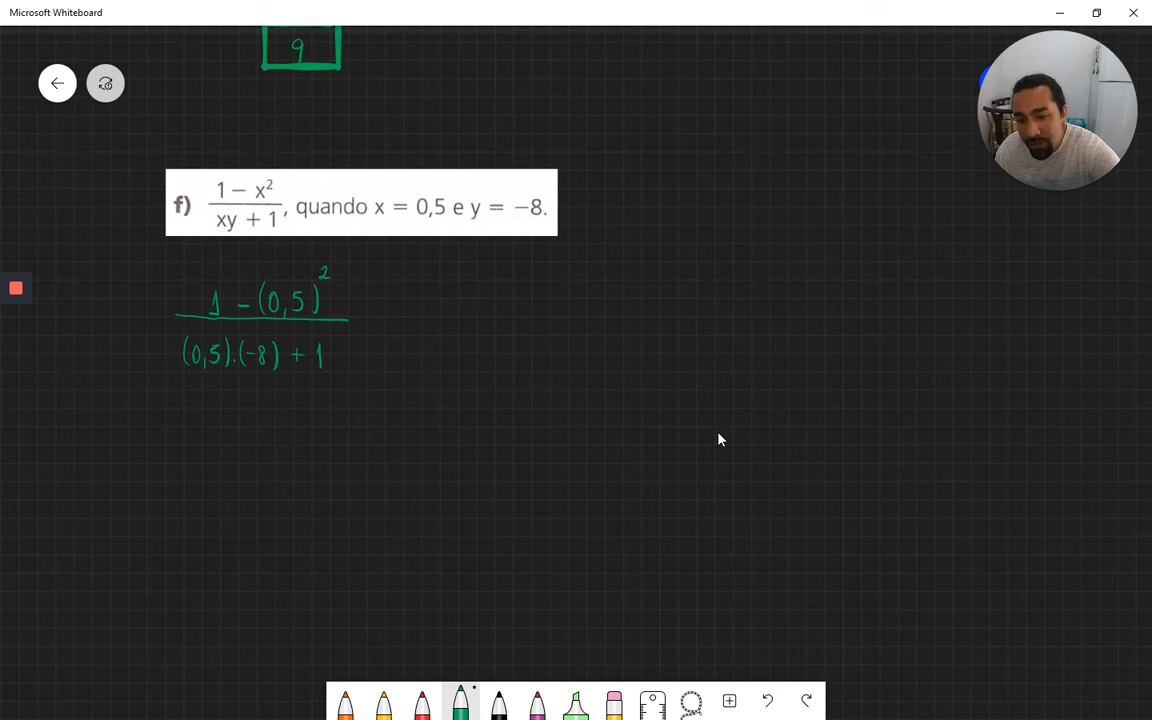 Microsoft Whiteboard
9
f) 1 − x² / xy + 1, quando x = 0,5 e y = −8.
1 − (0,5)²
(0,5).(-8) + 1